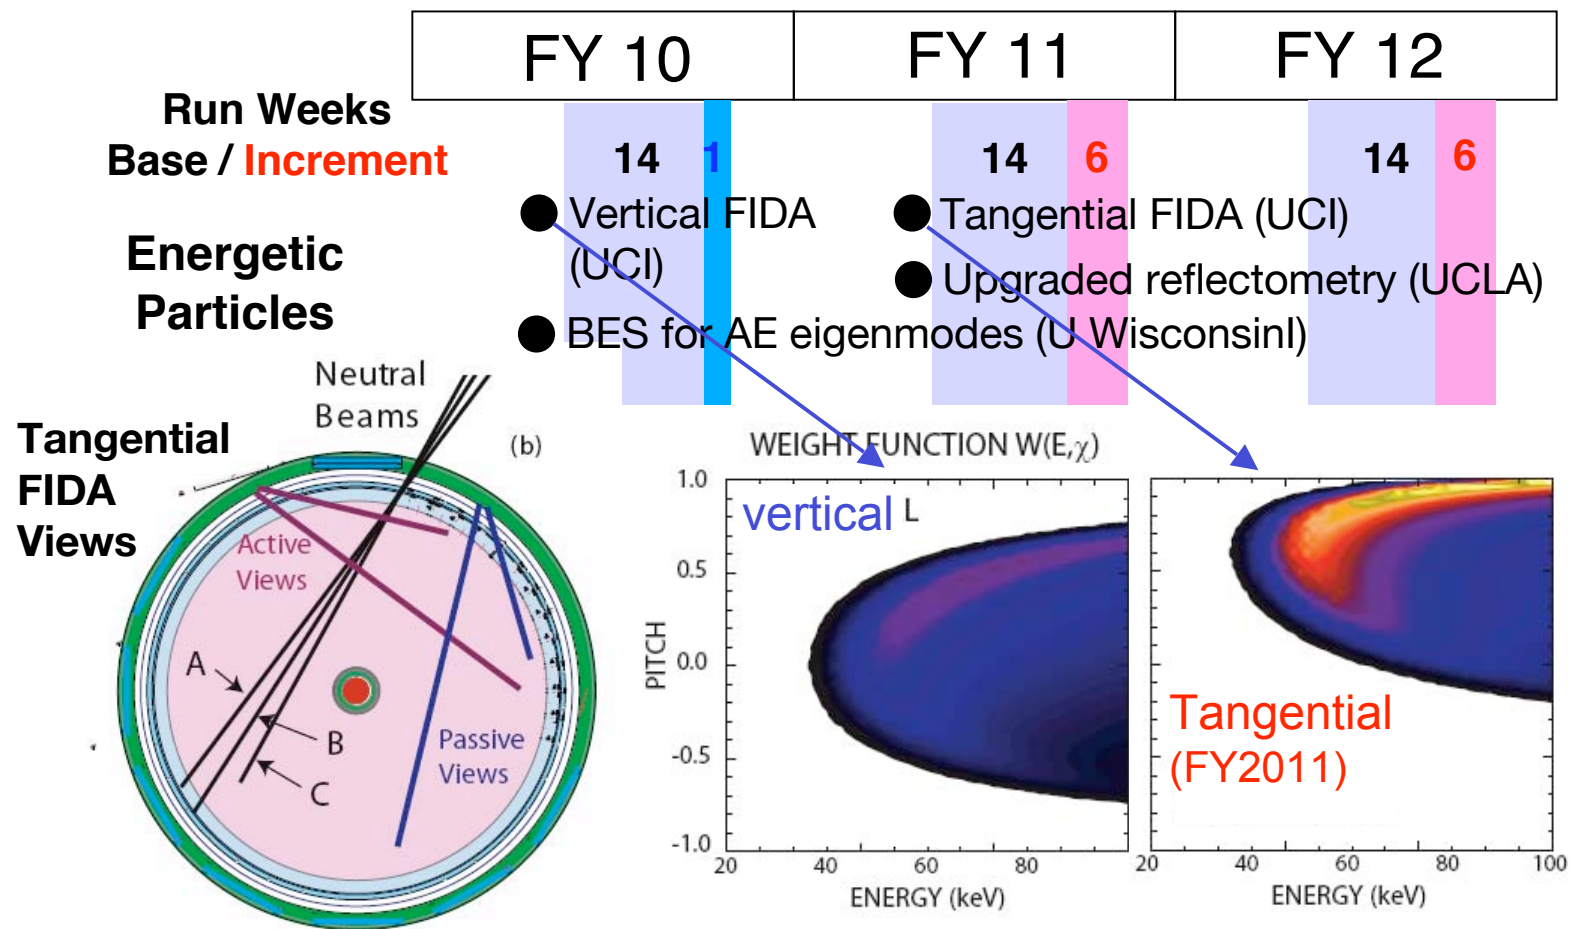 FY 10 FY 11 FY 12
Run Weeks
Base / Increment
14 1 14 6 14 6
Energetic
Particles
Vertical FIDA
(UCI)
BES for AE eigenmodes (U Wisconsinl)
Tangential FIDA (UCI)
Upgraded reflectometry (UCLA)
Tangential
FIDA
Views
Neutral
Beams
(b)
Active
Views
A
B
C
Passive
Views
WEIGHT FUNCTION W(E,χ)
vertical L
PITCH
1.0
0.5
0.0
-0.5
-1.0
20 40 60 80
ENERGY (keV)
Tangential
(FY2011)
20 40 60 80 100
ENERGY (keV)